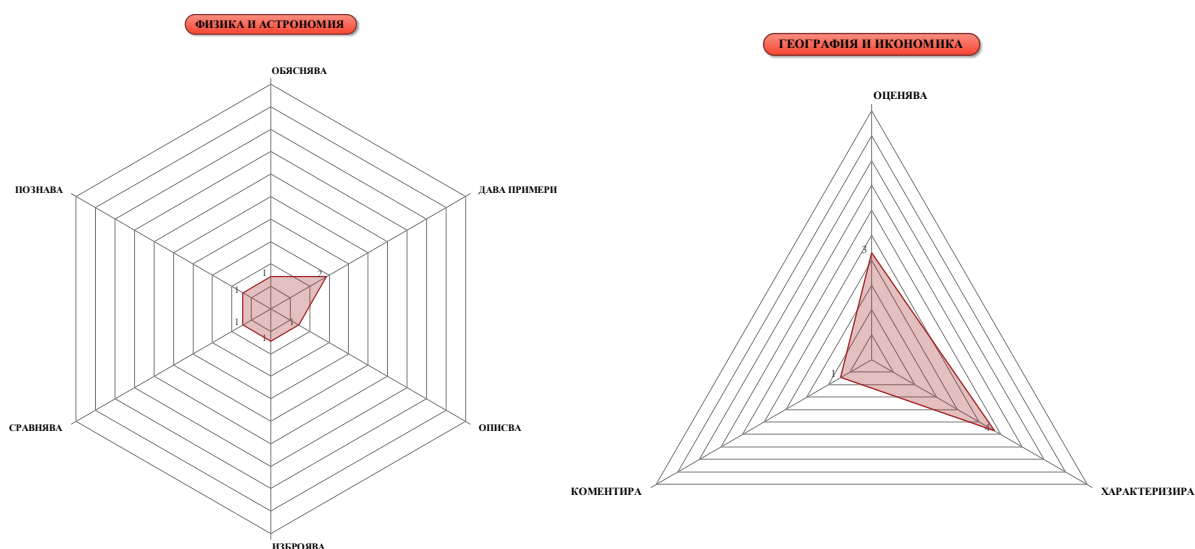 ФИЗИКА И АСТРОНОМИЯ
ОБЯСНЯВА
ДАВА ПРИМЕРИ
ОПИСВА
ИЗБРОЯВА
СРАВНЯВА
ПОЗНАВА
1
2
1
1
1
1
ГЕОГРАФИЯ И ИКОНОМИКА
ОЦЕНЯВА
ХАРАКТЕРИЗИРА
КОМЕНТИРА
3
4
1